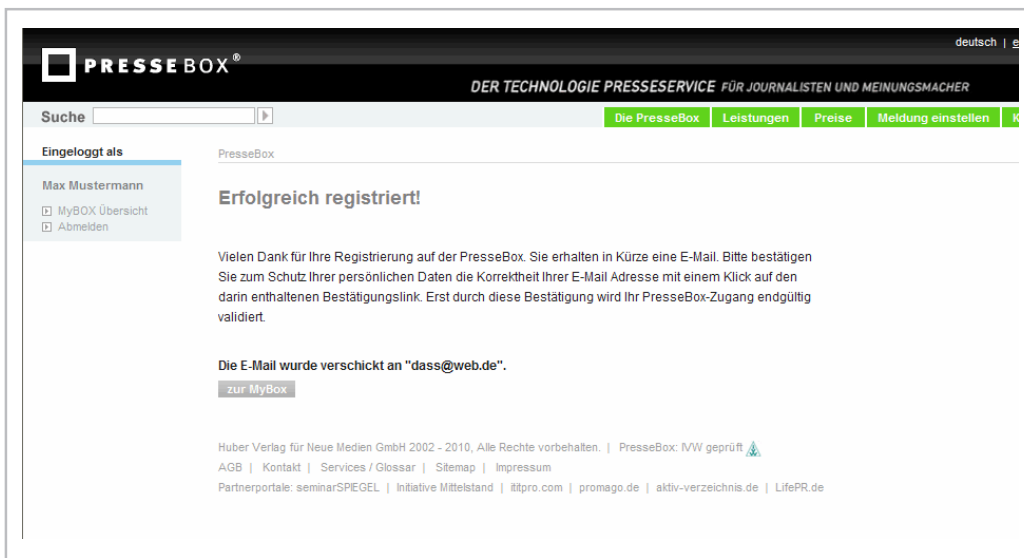 deutsch |
PRESSEBOX®
DER TECHNOLOGIE PRESSESERVICE FÜR JOURNALISTEN UND MEINUNGSMACHER
Suche
Die PresseBox Leistungen Preise Meldung einstellen
Eingeloggt als
Max Mustermann
MyBOX Übersicht
Abmelden
PresseBox
Erfolgreich registriert!
Vielen Dank für Ihre Registrierung auf der PresseBox. Sie erhalten in Kürze eine E-Mail. Bitte bestätigen
Sie zum Schutz Ihrer persönlichen Daten die Korrektheit Ihrer E-Mail Adresse mit einem Klick auf den
darin enthaltenen Bestätigungslink. Erst durch diese Bestätigung wird Ihr PresseBox-Zugang endgültig
validiert.
Die E-Mail wurde verschickt an "dass@web.de".
zur MyBox
Huber Verlag für Neue Medien GmbH 2002 - 2010, Alle Rechte vorbehalten. | PresseBox: IVW geprüft
AGB | Kontakt | Services / Glossar | Sitemap | Impressum
Partnerportale: seminarSPIEGEL | Initiative Mittelstand | ititpro.com | promago.de | aktiv-verzeichnis.de | LifePR.de